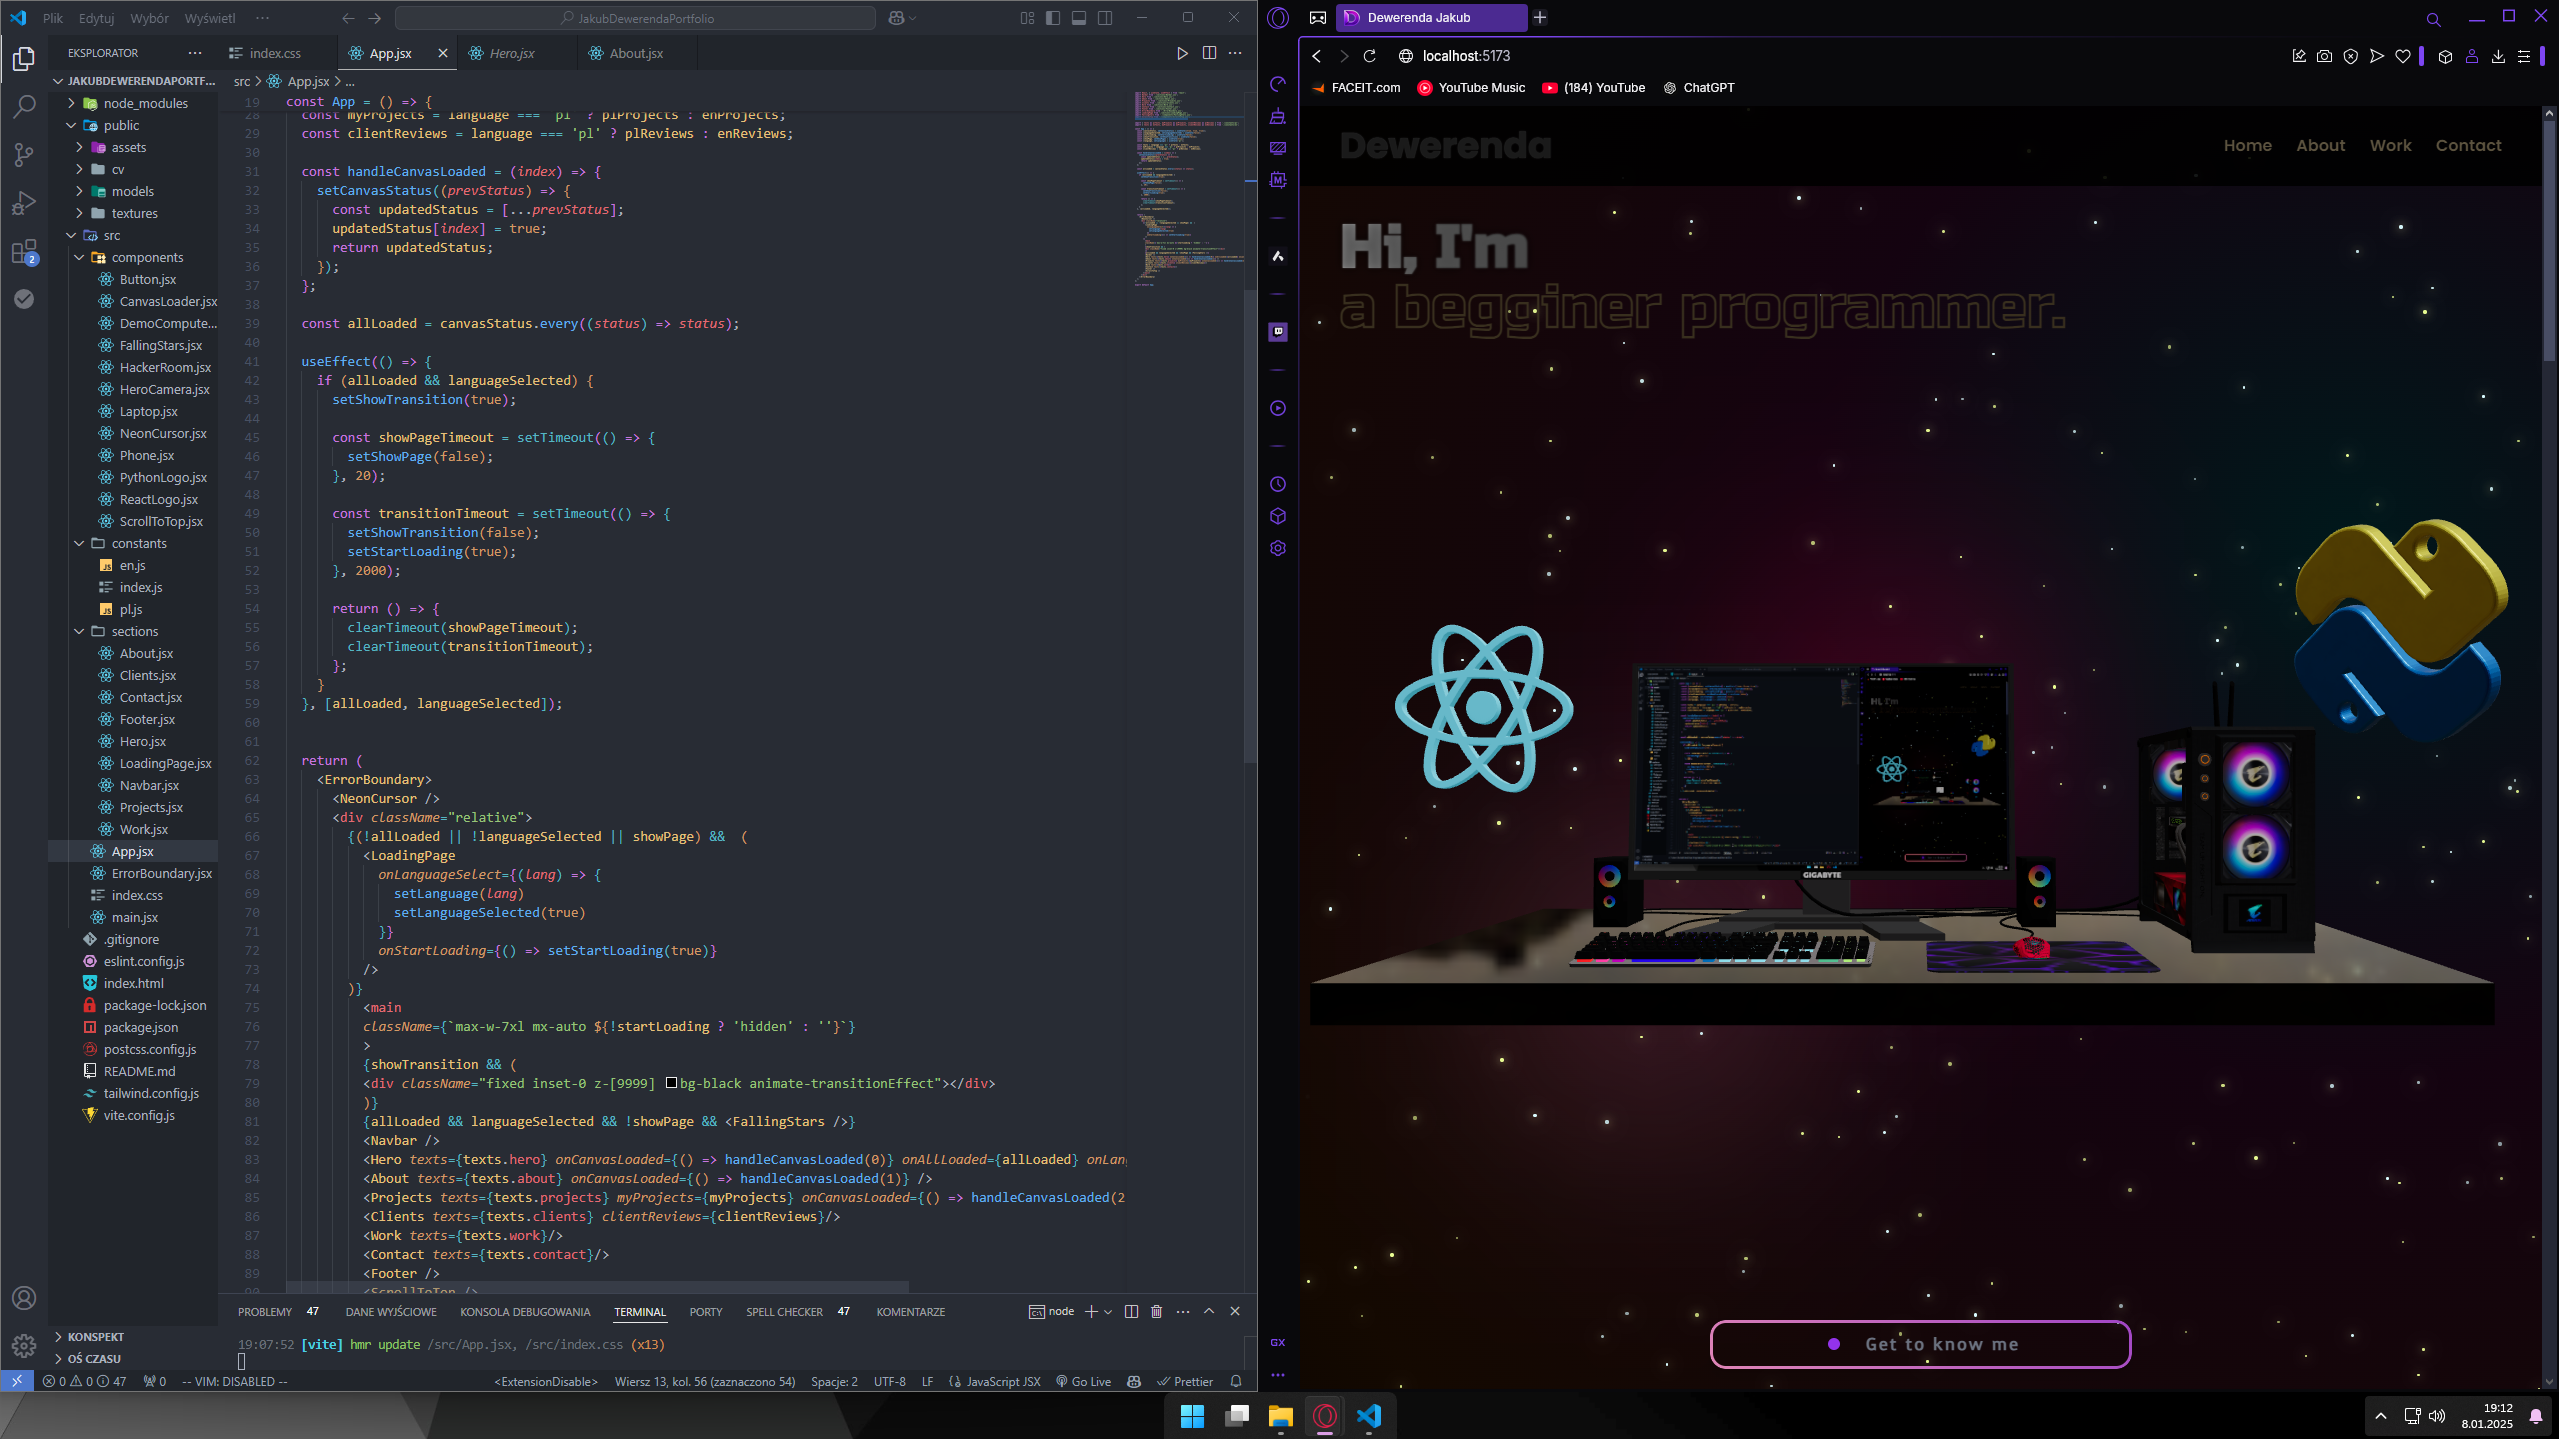 Plik Edytuj Wybór Wyświetl ···
JakubDewerendaPortfolio
EKSPLORATOR
JAKUBDEWERENDAPORTF...
node_modules
public
assets
cv
models
textures
src
components
Button.jsx
CanvasLoader.jsx
DemoCompute...
FallingStars.jsx
HackerRoom.jsx
HeroCamera.jsx
Laptop.jsx
NeonCursor.jsx
Phone.jsx
PythonLogo.jsx
ReactLogo.jsx
ScrollToTop.jsx
constants
en.js
index.js
pl.js
sections
About.jsx
Clients.jsx
Contact.jsx
Footer.jsx
Hero.jsx
LoadingPage.jsx
Navbar.jsx
Projects.jsx
Work.jsx
App.jsx
ErrorBoundary.jsx
index.css
main.jsx
.gitignore
eslint.config.js
index.html
package-lock.json
package.json
postcss.config.js
README.md
tailwind.config.js
vite.config.js
KONSPEKT
OŚ CZASU
2
index.css App.jsx Hero.jsx About.jsx
src > App.jsx > ...
19 const App = () => {
28 const myProjects = language === 'pl' ? plProjects : enProjects;
29 const clientReviews = language === 'pl' ? plReviews : enReviews;
30
31 const handleCanvasLoaded = (index) => {
32 setCanvasStatus((prevStatus) => {
33 const updatedStatus = [...prevStatus];
34 updatedStatus[index] = true;
35 return updatedStatus;
36 });
37 };
38
39 const allLoaded = canvasStatus.every((status) => status);
40
41 useEffect(() => {
42 if (allLoaded && languageSelected) {
43 setShowTransition(true);
44
45 const showPageTimeout = setTimeout(() => {
46 setShowPage(false);
47 }, 20);
48
49 const transitionTimeout = setTimeout(() => {
50 setShowTransition(false);
51 setStartLoading(true);
52 }, 2000);
53
54 return () => {
55 clearTimeout(showPageTimeout);
56 clearTimeout(transitionTimeout);
57 };
58 }
59 }, [allLoaded, languageSelected]);
60
61
62 return (
63 <ErrorBoundary>
64 <NeonCursor />
65 <div className="relative">
66 {(!allLoaded || !languageSelected || showPage) && (
67 <LoadingPage
68 onLanguageSelect={(lang) => {
69 setLanguage(lang)
70 setLanguageSelected(true)
71 }}
72 onStartLoading={() => setStartLoading(true)}
73 />
74 )}
75 <main
76 className={`max-w-7xl mx-auto ${!startLoading ? 'hidden' : ''}`}
77 >
78 {showTransition && (
79 <div className="fixed inset-0 z-[9999] bg-black animate-transitionEffect"></div>
80 )}
81 {allLoaded && languageSelected && !showPage && <FallingStars />}
82 <Navbar />
83 <Hero texts={texts.hero} onCanvasLoaded={() => handleCanvasLoaded(0)} onAllLoaded={allLoaded} onLan
84 <About texts={texts.about} onCanvasLoaded={() => handleCanvasLoaded(1)} />
85 <Projects texts={texts.projects} myProjects={myProjects} onCanvasLoaded={() => handleCanvasLoaded(2
86 <Clients texts={texts.clients} clientReviews={clientReviews}/>
87 <Work texts={texts.work}/>
88 <Contact texts={texts.contact}/>
89 <Footer />
90 <ScrollToTop />
PROBLEMY 47 DANE WYJŚCIOWE KONSOLA DEBUGOWANIA TERMINAL PORTY SPELL CHECKER 47 KOMENTARZE node
19:07:52 [vite] hmr update /src/App.jsx, /src/index.css (x13)
0 0 47 0 -- VIM: DISABLED -- <ExtensionDisable> Wiersz 13, kol. 56 (zaznaczono 54) Spacje: 2 UTF-8 LF JavaScript JSX Go Live Prettier
Dewerenda Jakub
localhost:5173
FACEIT.com YouTube Music (184) YouTube ChatGPT
Dewerenda
Home About Work Contact
Hi, I'm
a begginer programmer.
GIGABYTE
Get to know me
GX
19:12
8.01.2025